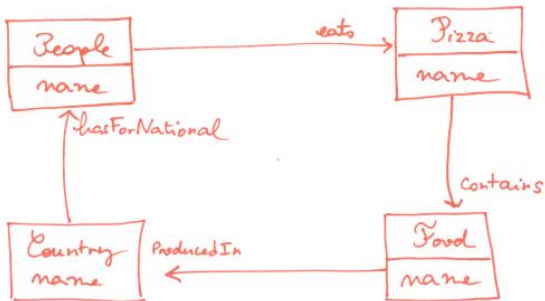 People
name
eats
Pizza
name
hasForNational
Contains
Country
name
ProducedIn
Food
name